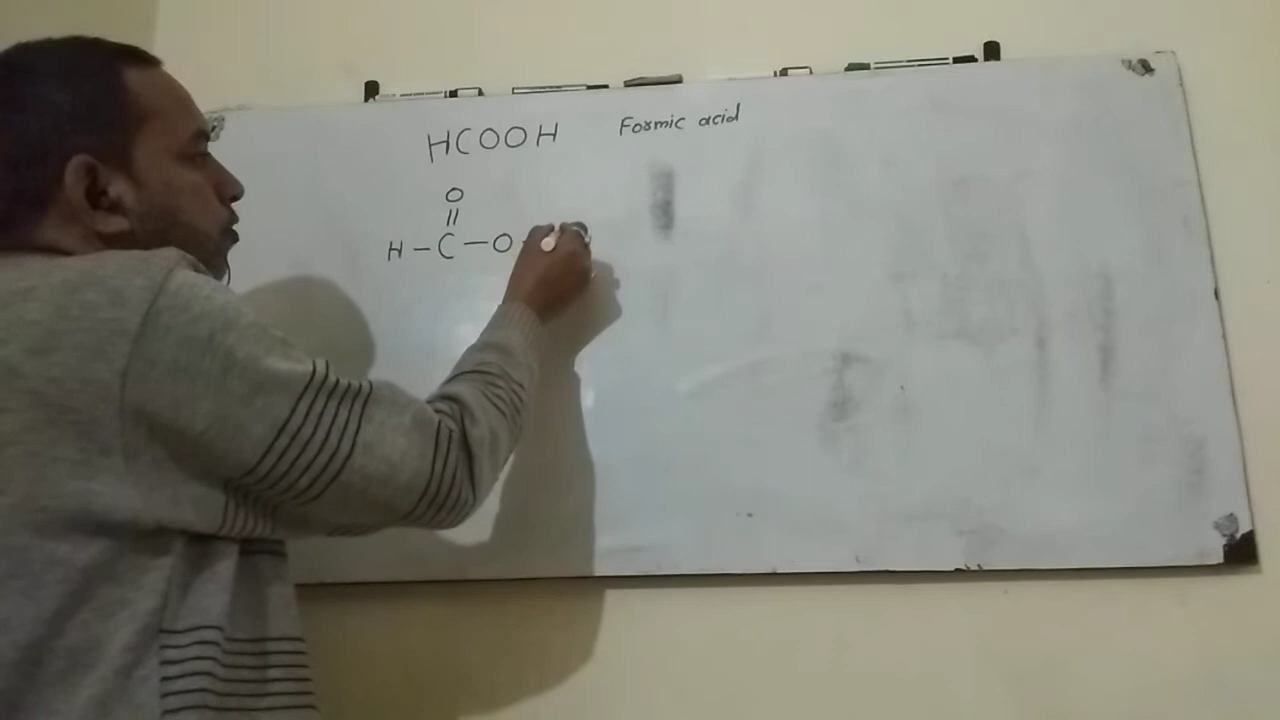 HCOOH Formic acid
O
||
H – C – O –